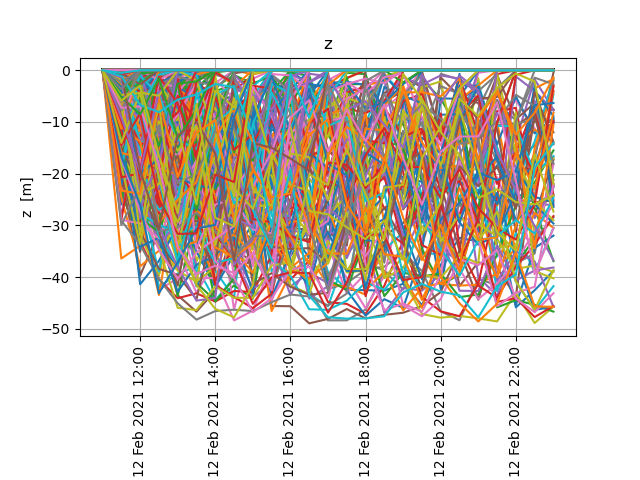 z
0
−10
−20
−30
−40
−50
z [m]
12 Feb 2021 12:00
12 Feb 2021 14:00
12 Feb 2021 16:00
12 Feb 2021 18:00
12 Feb 2021 20:00
12 Feb 2021 22:00